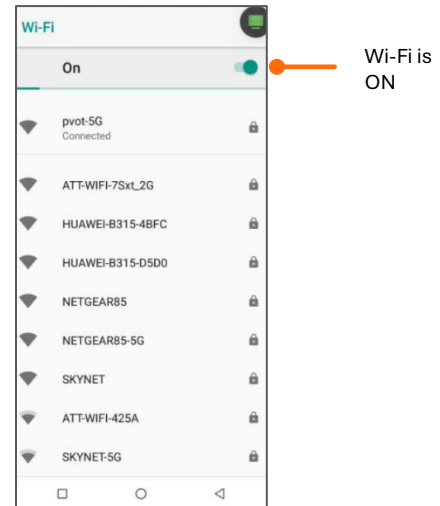 Wi-Fi
On
Wi-Fi is
ON
pvot-5G
Connected
ATT-WIFI-7Sxt_2G
HUAWEI-B315-4BFC
HUAWEI-B315-D5D0
NETGEAR85
NETGEAR85-5G
SKYNET
ATT-WIFI-425A
SKYNET-5G